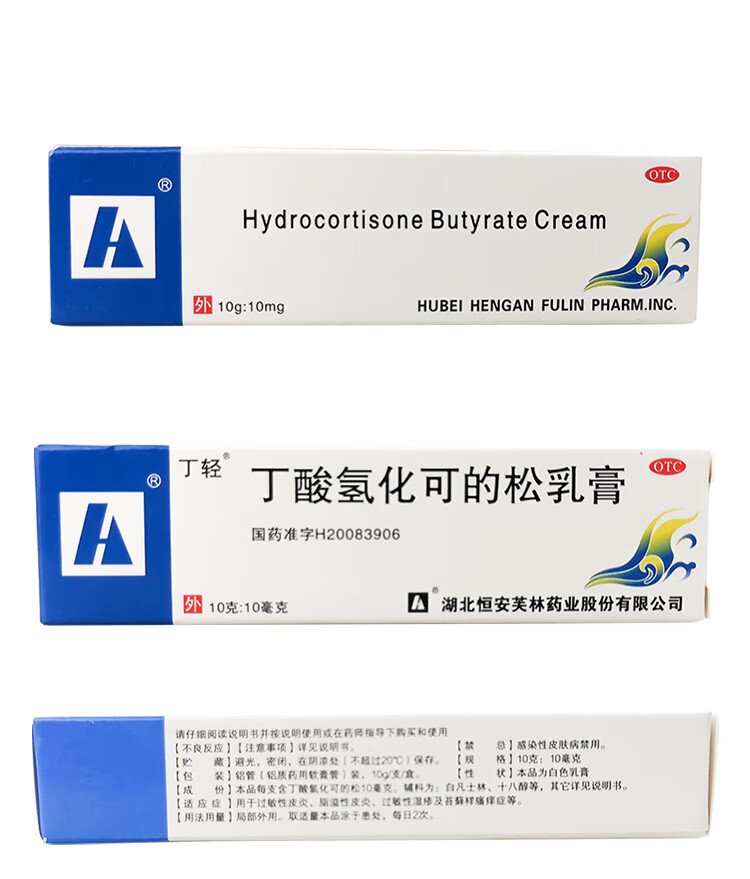 ®
OTC
Hydrocortisone Butyrate Cream
外 10g:10mg
HUBEI HENGAN FULIN PHARM.INC.
®
丁轻®
OTC
丁酸氢化可的松乳膏
国药准字H20083906
外 10克:10毫克
® 湖北恒安芙林药业股份有限公司
请仔细阅读说明书并按说明使用或在药师指导下购买和使用
【不良反应】【注意事项】详见说明书。
【禁 忌】感染性皮肤病禁用。
【贮 藏】避光，密闭，在阴凉处（不超过20℃）保存。
【规 格】10克：10毫克
【包 装】铝管（铝质药用软膏管）装，10g/支/盒。
【性 状】本品为白色乳膏
【成 份】本品每支含丁酸氢化可的松10毫克。辅料为：白凡士林、十八醇等，其它详见说明书。
【适应症】用于过敏性皮炎、脂溢性皮炎、过敏性湿疹及苔藓样瘙痒症等。
【用法用量】局部外用。取适量本品涂于患处，每日2次。